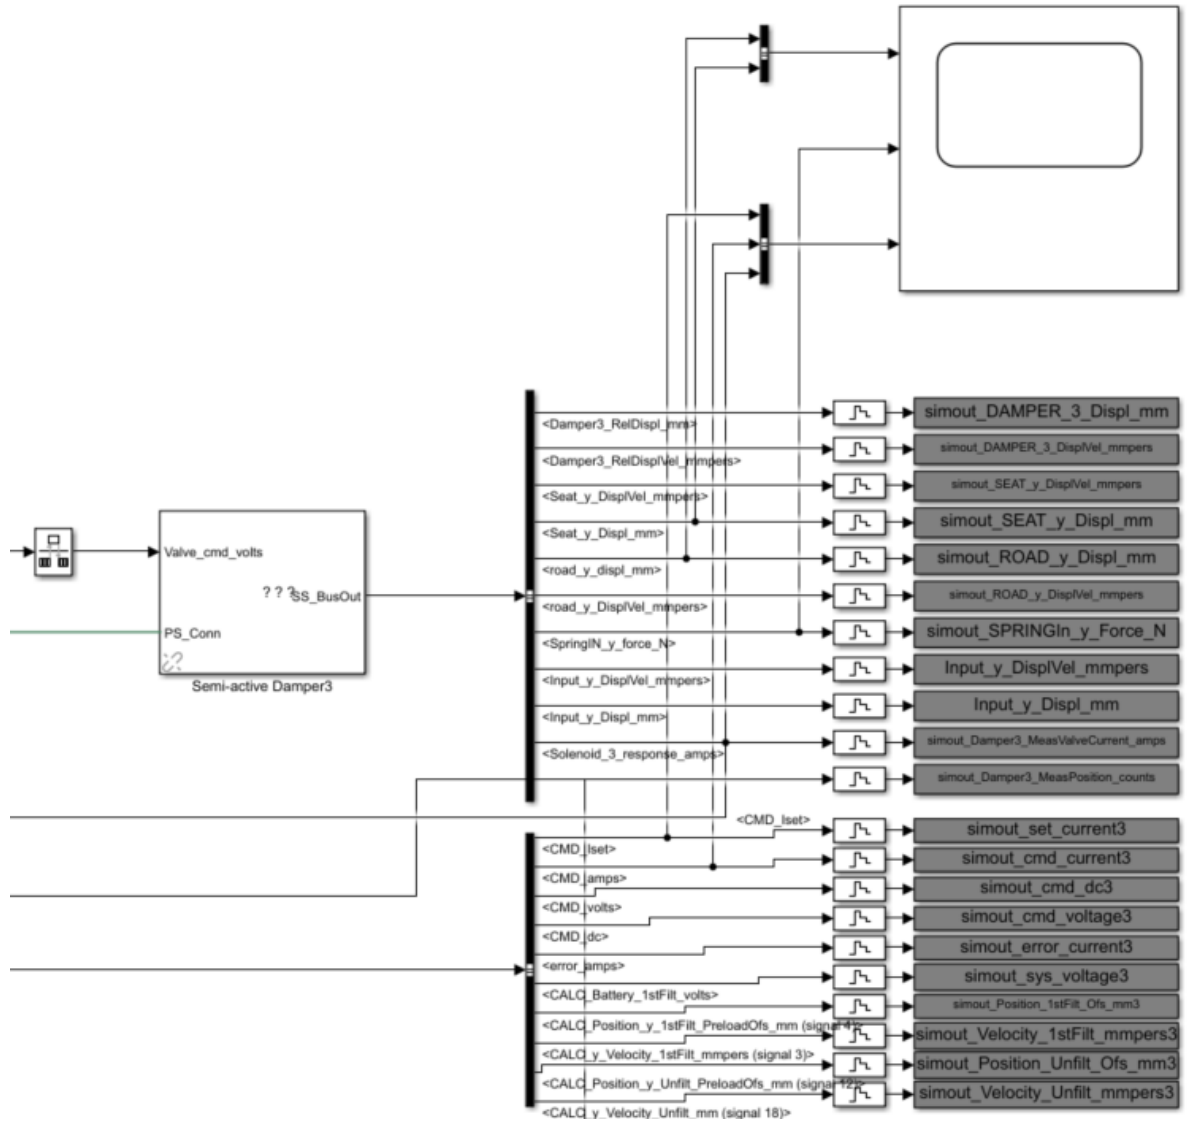 <Damper3_RelDispl_mm>
simout_DAMPER_3_Displ_mm
<Damper3_RelDisplVel_mmpers>
simout_DAMPER_3_DisplVel_mmpers
<Seat_y_DisplVel_mmpers>
simout_SEAT_y_DisplVel_mmpers
<Seat_y_Displ_mm>
simout_SEAT_y_Displ_mm
<road_y_displ_mm>
simout_ROAD_y_Displ_mm
<road_y_DisplVel_mmpers>
simout_ROAD_y_DisplVel_mmpers
<SpringIN_y_force_N>
simout_SPRINGIn_y_Force_N
<Input_y_DisplVel_mmpers>
Input_y_DisplVel_mmpers
<Input_y_Displ_mm>
Input_y_Displ_mm
<Solenoid_3_response_amps>
simout_Damper3_MeasValveCurrent_amps
simout_Damper3_MeasPosition_counts
Valve_cmd_volts
? ? ?
SS_BusOut
PS_Conn
Semi-active Damper3
<CMD_Iset>
simout_set_current3
<CMD_Iset>
simout_cmd_current3
<CMD_amps>
simout_cmd_dc3
<CMD_volts>
simout_cmd_voltage3
<CMD_dc>
simout_error_current3
<error_amps>
simout_sys_voltage3
<CALC_Battery_1stFilt_volts>
simout_Position_1stFilt_Ofs_mm3
<CALC_Position_y_1stFilt_PreloadOfs_mm (signal 4)>
simout_Velocity_1stFilt_mmpers3
<CALC_y_Velocity_1stFilt_mmpers (signal 3)>
simout_Position_Unfilt_Ofs_mm3
<CALC_Position_y_Unfilt_PreloadOfs_mm (signal 12)>
simout_Velocity_Unfilt_mmpers3
<CALC_y_Velocity_Unfilt_mm (signal 18)>